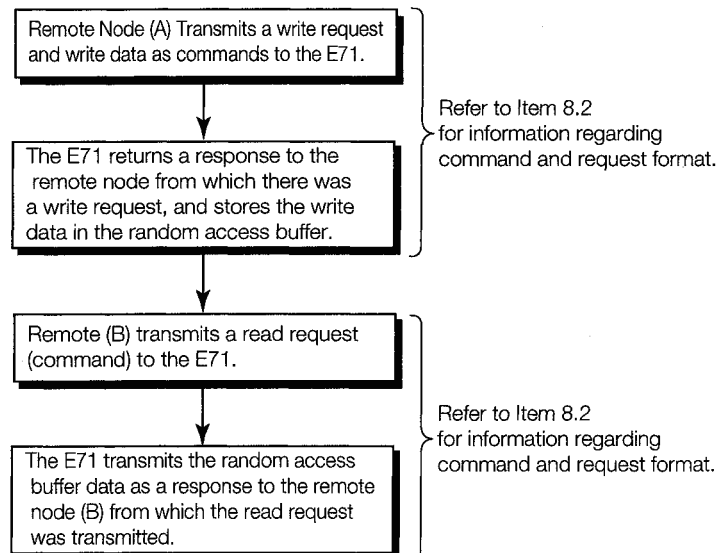 Remote Node (A) Transmits a write request
and write data as commands to the E71.
The E71 returns a response to the
remote node from which there was
a write request, and stores the write
data in the random access buffer.
Refer to Item 8.2
for information regarding
command and request format.
Remote (B) transmits a read request
(command) to the E71.
The E71 transmits the random access
buffer data as a response to the remote
node (B) from which the read request
was transmitted.
Refer to Item 8.2
for information regarding
command and request format.